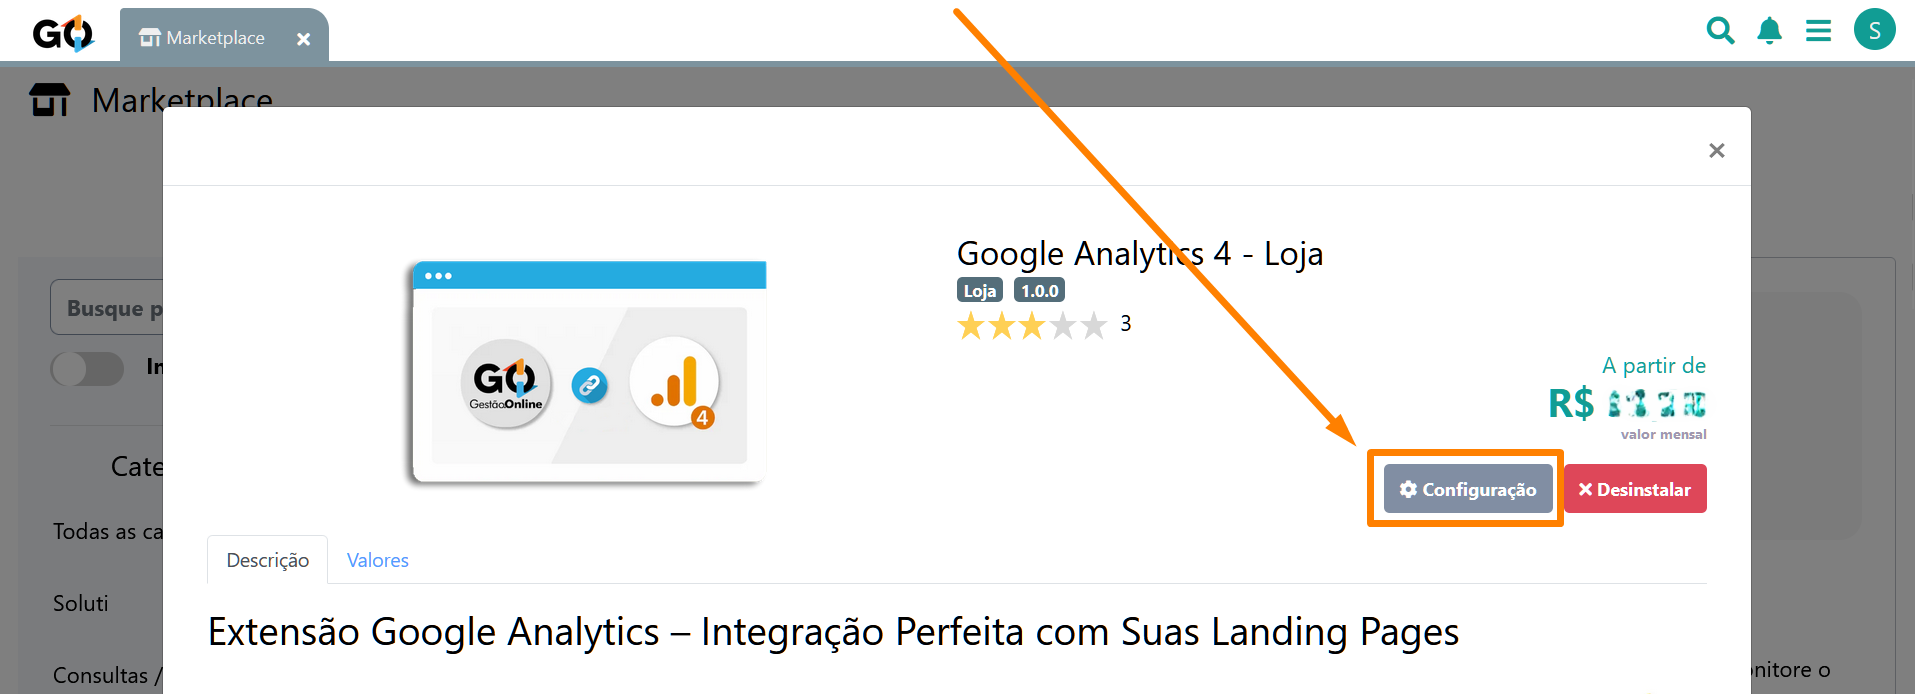 GO
Marketplace
S
Marketplace
Google Analytics 4 - Loja
Loja 1.0.0
3
Busque p
In
GO
GestãoOnline
4
A partir de
R$
valor mensal
Configuração
Desinstalar
Cate
Todas as ca
Soluti
Consultas /
Descrição
Valores
Extensão Google Analytics – Integração Perfeita com Suas Landing Pages
nitore o